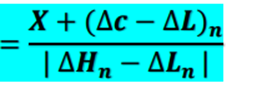 = X + (Δc − ΔL)n
| ΔHn − ΔLn |